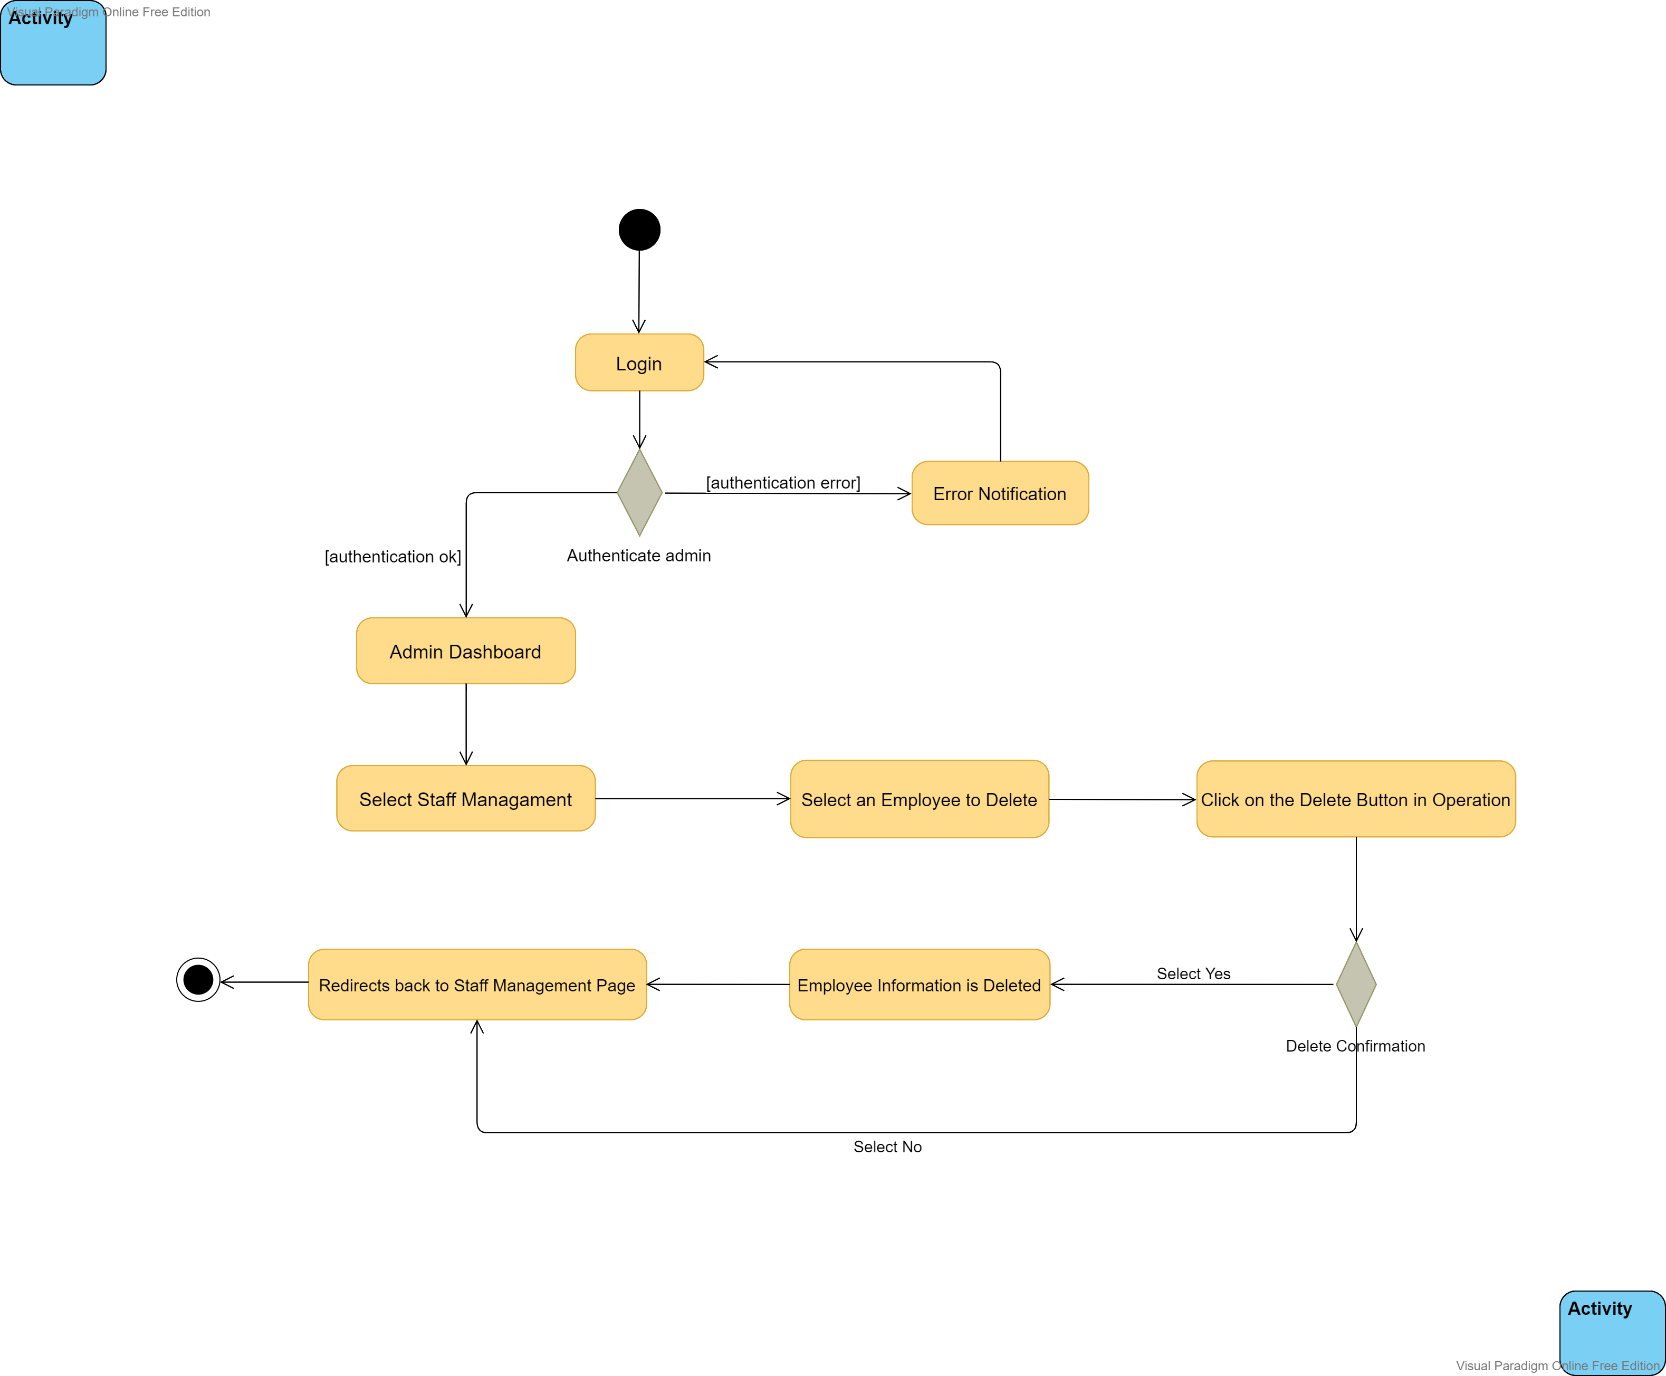 Visual Paradigm Online Free Edition
Activity
Login
[authentication error]
Error Notification
[authentication ok]
Authenticate admin
Admin Dashboard
Select Staff Managament
Select an Employee to Delete
Click on the Delete Button in Operation
Redirects back to Staff Management Page
Employee Information is Deleted
Select Yes
Delete Confirmation
Select No
Activity
Visual Paradigm Online Free Edition